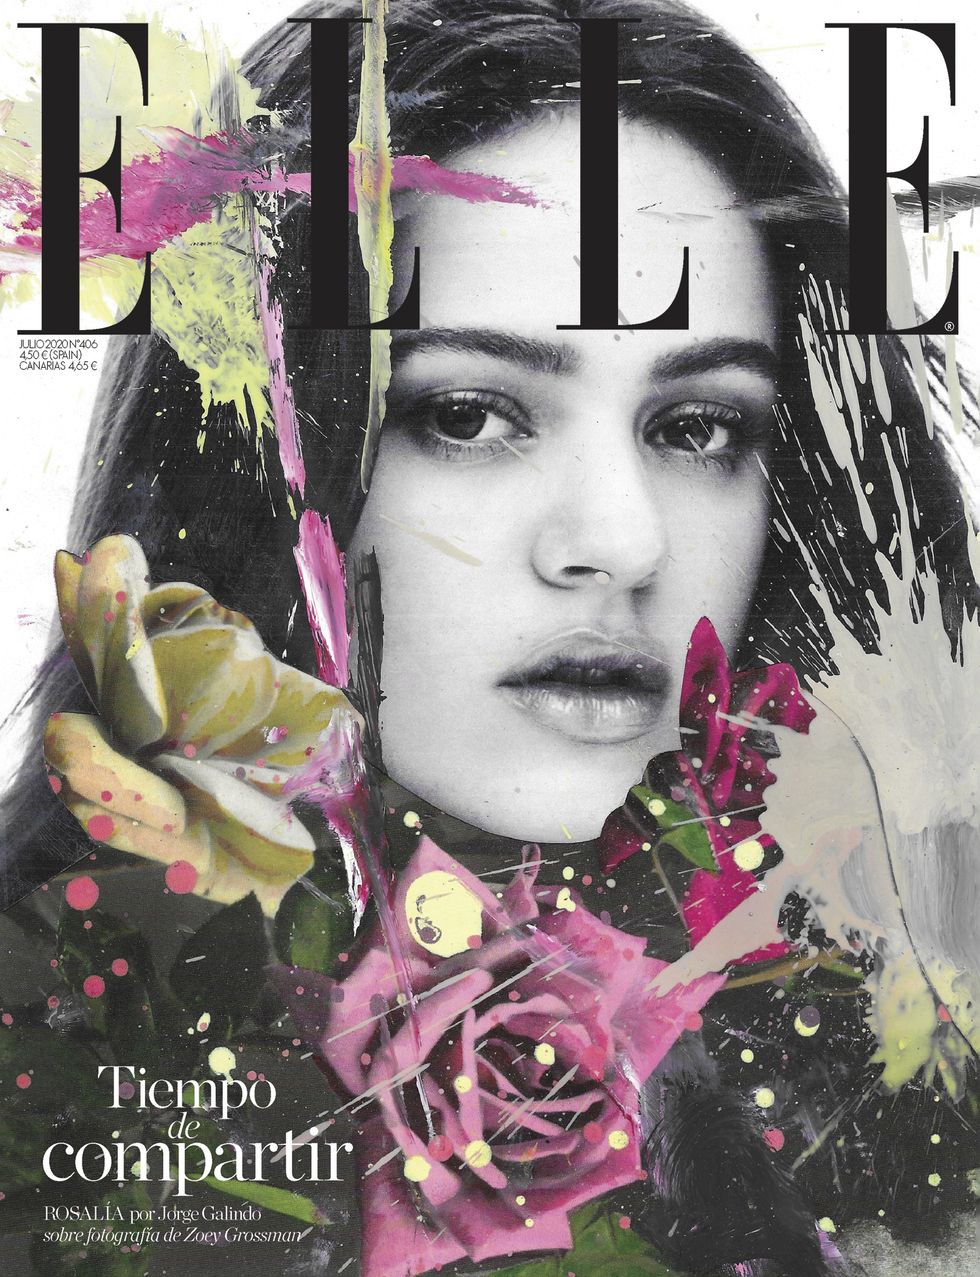 ELLE
®
JULIO 2020 Nº406
4,50 € (SPAIN)
CANARIAS 4,65 €
Tiempo
de
compartir
ROSALÍA por Jorge Galindo
sobre fotografía de Zoey Grossman